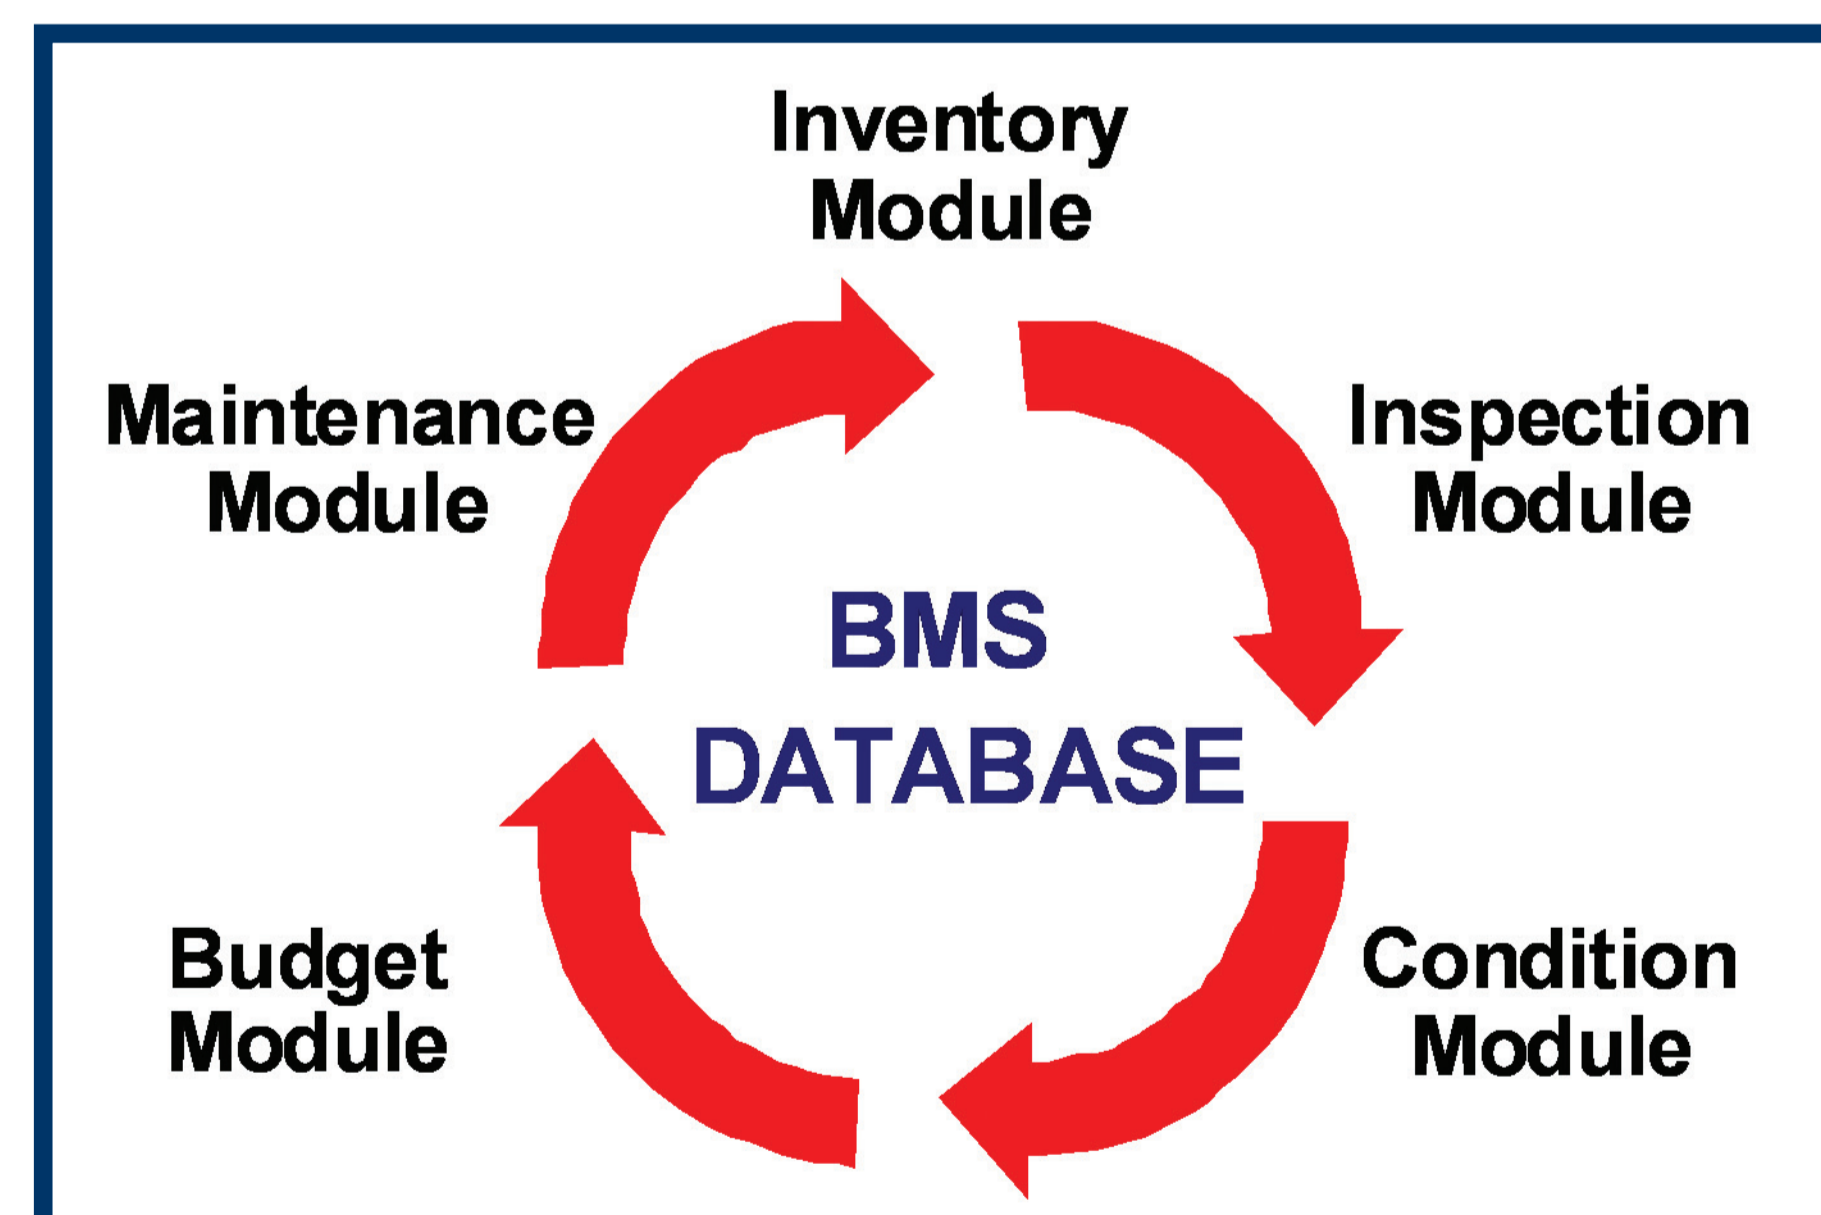 Inventory
Module
Maintenance
Module
Inspection
Module
BMS
DATABASE
Budget
Module
Condition
Module